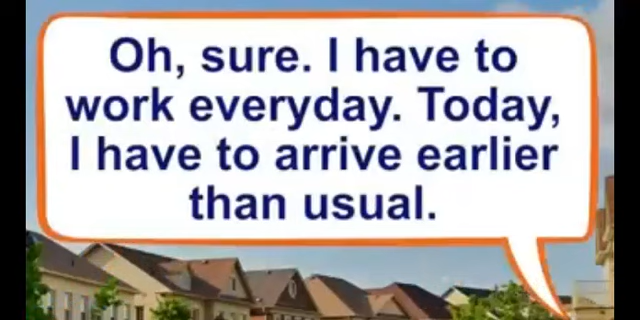 Oh, sure. I have to
work everyday. Today,
I have to arrive earlier
than usual.